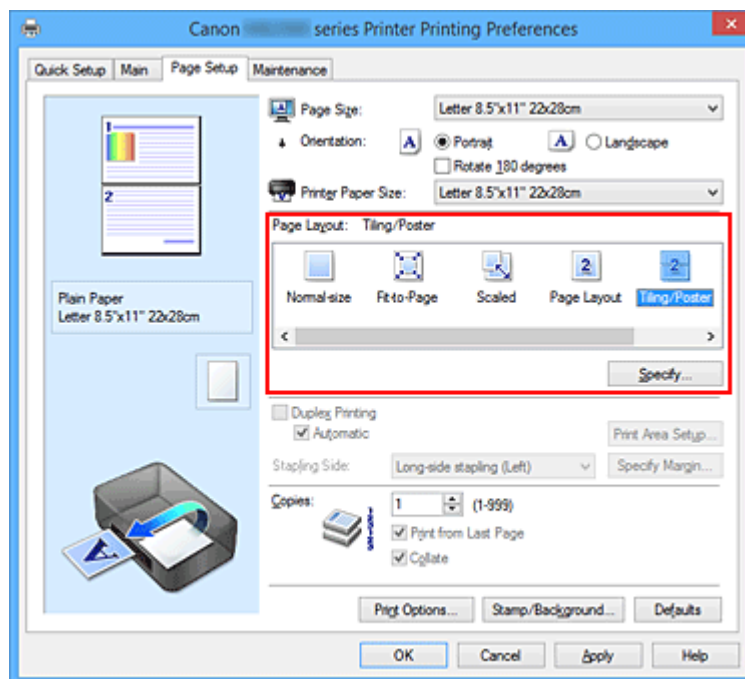 Canon series Printer Printing Preferences
Quick Setup Main Page Setup Maintenance
1
2
Plain Paper
Letter 8.5"x11" 22x28cm
Page Size: Letter 8.5"x11" 22x28cm
Orientation: A Portrait A Landscape
Rotate 180 degrees
Printer Paper Size: Letter 8.5"x11" 22x28cm
Page Layout: Tiling/Poster
2 2
Normal-size Fit-to-Page Scaled Page Layout Tiling/Poster
Specify...
Duplex Printing
Automatic Print Area Setup...
Stapling Side: Long-side stapling (Left) Specify Margin...
Copies: 1 (1-999)
Print from Last Page
Collate
A
Print Options... Stamp/Background... Defaults
OK Cancel Apply Help